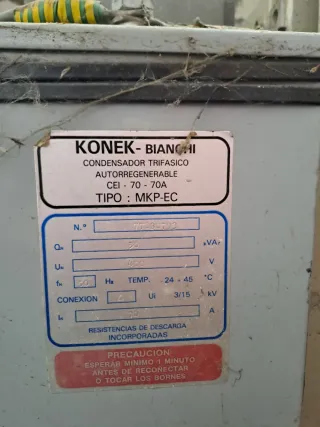 KONEK- BIANCHI
CONDENSADOR TRIFASICO
AUTORREGENERABLE
CEI - 70 - 70A
TIPO : MKP-EC
N.º
Qn kVAr
Un V
fn 50 Hz TEMP. -24 -45 °C
CONEXION Ui 3/15 kV
In A
RESISTENCIAS DE DESCARGA
INCORPORADAS
PRECAUCION:
ESPERAR MINIMO 1 MINUTO
ANTES DE RECONECTAR
O TOCAR LOS BORNES